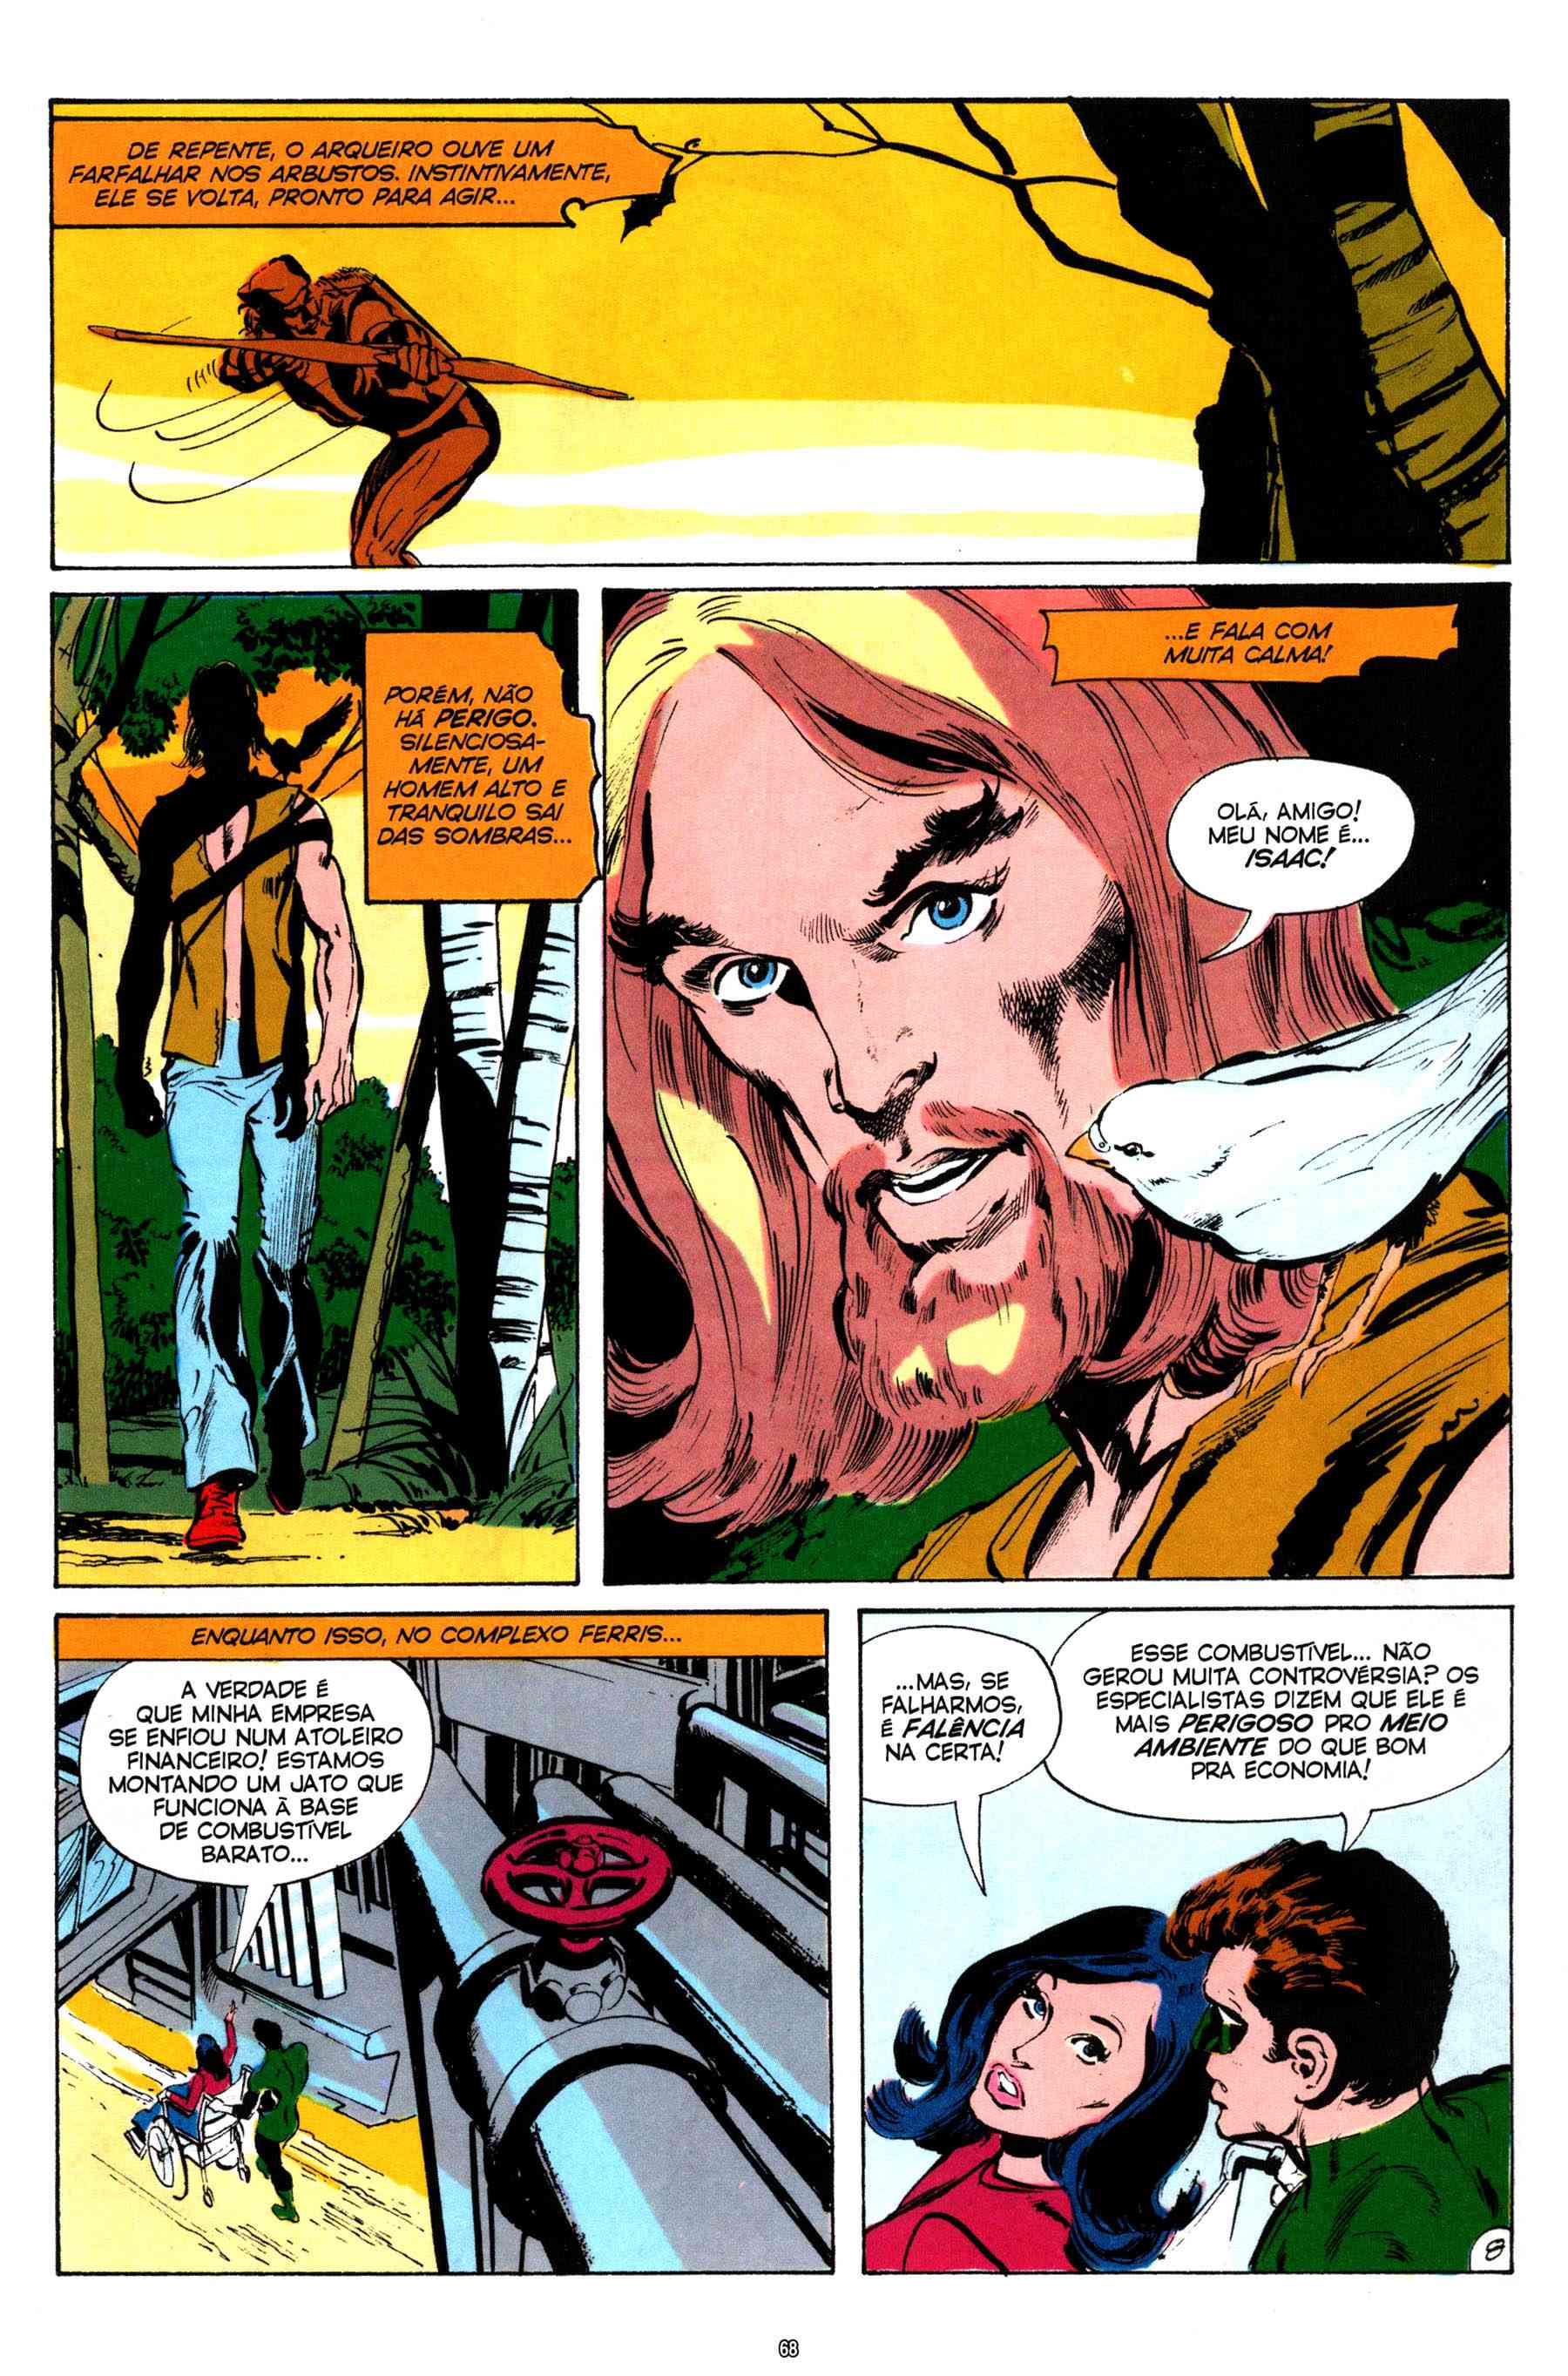 DE REPENTE, O ARQUEIRO OUVE UM
FARFALHAR NOS ARBUSTOS. INSTINTIVAMENTE,
ELE SE VOLTA, PRONTO PARA AGIR...
PORÉM, NÃO
HÁ PERIGO.
SILENCIOSA-
MENTE, UM
HOMEM ALTO E
TRANQUILO SAI
DAS SOMBRAS...
...E FALA COM
MUITA CALMA!
OLÁ, AMIGO!
MEU NOME É...
ISAAC!
ENQUANTO ISSO, NO COMPLEXO FERRIS...
A VERDADE É
QUE MINHA EMPRESA
SE ENFIOU NUM ATOLEIRO
FINANCEIRO! ESTAMOS
MONTANDO UM JATO QUE
FUNCIONA À BASE
DE COMBUSTÍVEL
BARATO...
...MAS, SE
FALHARMOS,
É FALÊNCIA
NA CERTA!
ESSE COMBUSTÍVEL... NÃO
GEROU MUITA CONTROVÉRSIA? OS
ESPECIALISTAS DIZEM QUE ELE É
MAIS PERIGOSO PRO MEIO
AMBIENTE DO QUE BOM
PRA ECONOMIA!
8
68